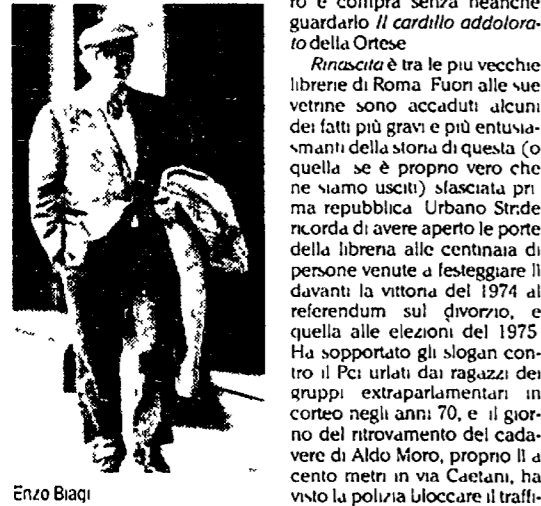 ro e compra senza neanche
guardarlo Il cardillo addolora-
to della Ortese
Rinascita è tra le piu vecchie
librerie di Roma Fuori alle sue
vetrine sono accaduti alcuni
dei fatti più gravi e più entusia-
smanti della storia di questa (o
quella se è proprio vero che
ne siamo usciti) sfasciata pri
ma repubblica Urbano Stride
ricorda di avere aperto le porte
della libreria alle centinaia di
persone venute a festeggiare lì
davanti la vittoria del 1974 al
referendum sul divorzio, e
quella alle elezioni del 1975
Ha sopportato gli slogan con-
tro il Pci urlati dai ragazzi dei
gruppi extraparlamentari in
corteo negli anni 70, e il gior-
no del ritrovamento del cada-
vere di Aldo Moro, proprio lì a
cento metri in via Caetani, ha
visto la polizia bloccare il traffi-
Enzo Biagi